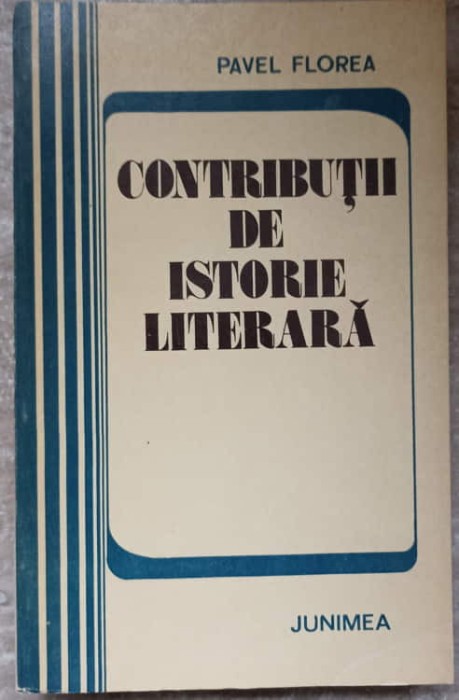 PAVEL FLOREA
CONTRIBUȚII
DE
ISTORIE
LITERARĂ
JUNIMEA